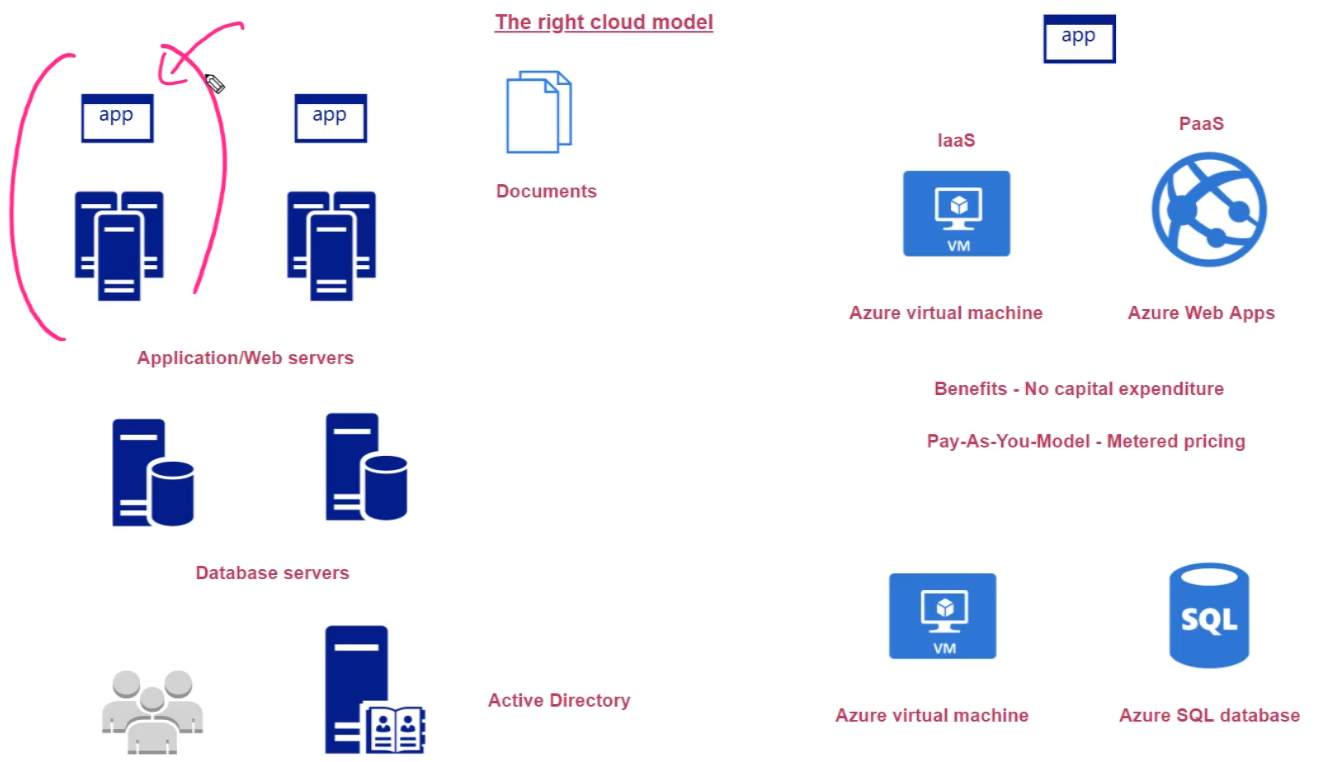 The right cloud model
app
app
app
Documents
IaaS
PaaS
VM
Azure virtual machine
Azure Web Apps
Application/Web servers
Benefits - No capital expenditure
Pay-As-You-Model - Metered pricing
Database servers
VM
SQL
Active Directory
Azure virtual machine
Azure SQL database